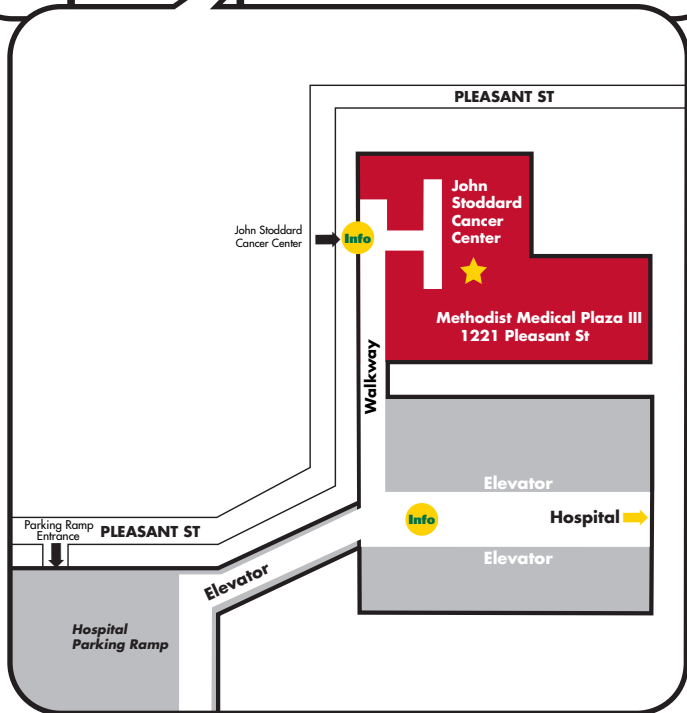 PLEASANT ST
John
Stoddard
Cancer
Center
John Stoddard
Cancer Center
Info
Methodist Medical Plaza III
1221 Pleasant St
Walkway
Elevator
Info
Hospital
Elevator
Parking Ramp
Entrance
PLEASANT ST
Elevator
Hospital
Parking Ramp